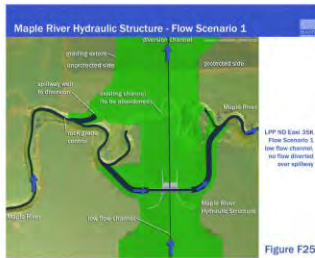 Maple River Hydraulic Structure - Flow Scenario 1
diversion channel
grading extent
unprotected side
protected side
spillway weir
to diversion
existing channel
(to be abandoned)
Maple River
rock grade
control
LPP ND East 35K
Flow Scenario 1
low flow channel,
no flow diverted
over spillway
Maple River
Maple River
Hydraulic Structure
low flow channel
Figure F25